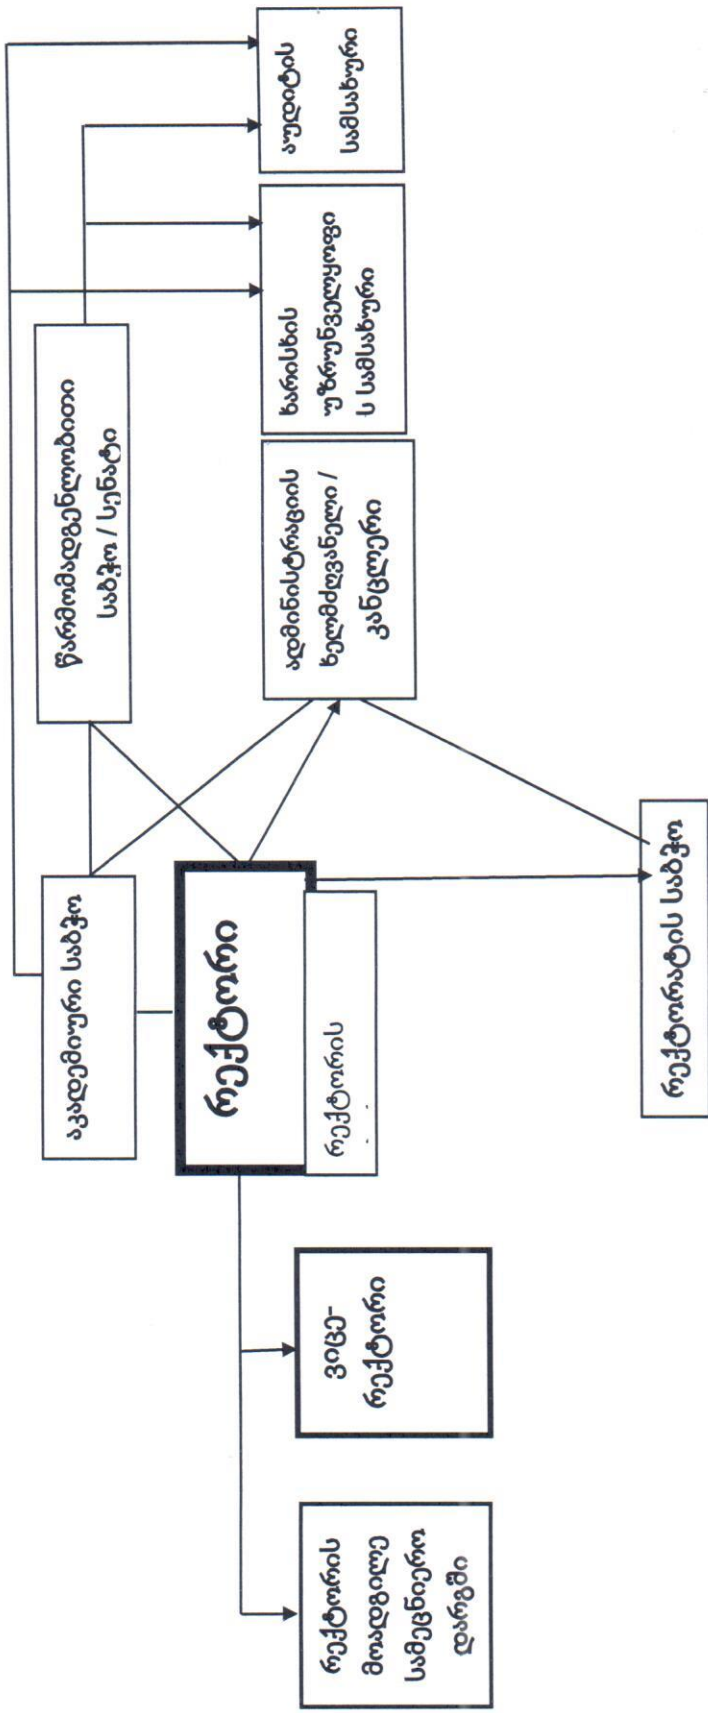 აკადემიური საბჭო
წარმომადგენლობითი
საბჭო / სენატი
რექტორი
რექტორის
რექტორის
მოადგილე
სამეცნიერო
დარგში
ვიცე-
რექტორი
ადმინისტრაციის
ხელმძღვანელი /
კანცლერი
ხარისხის
უზრუნველყოფი
ს სამსახური
აუდიტის
სამსახური
რექტორატის საბჭო